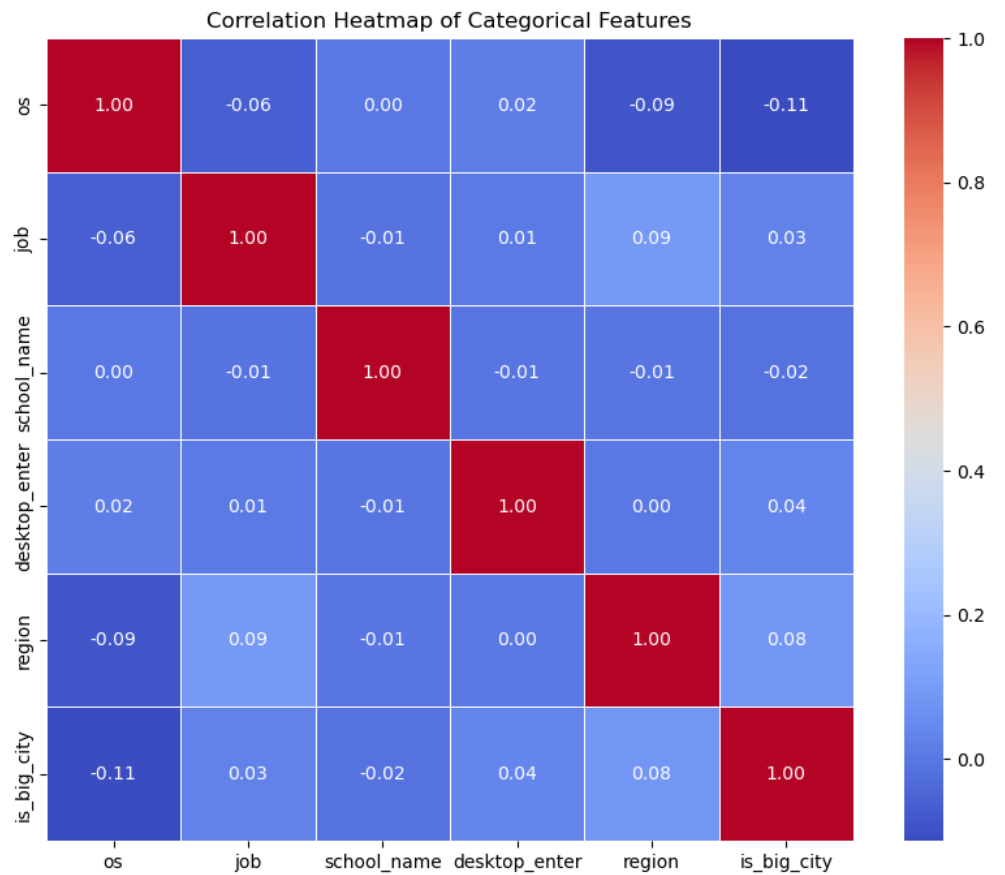 Correlation Heatmap of Categorical Features
os 1.00 -0.06 0.00 0.02 -0.09 -0.11
job -0.06 1.00 -0.01 0.01 0.09 0.03
school_name 0.00 -0.01 1.00 -0.01 -0.01 -0.02
desktop_enter 0.02 0.01 -0.01 1.00 0.00 0.04
region -0.09 0.09 -0.01 0.00 1.00 0.08
is_big_city -0.11 0.03 -0.02 0.04 0.08 1.00
os job school_name desktop_enter region is_big_city
1.0
0.8
0.6
0.4
0.2
0.0